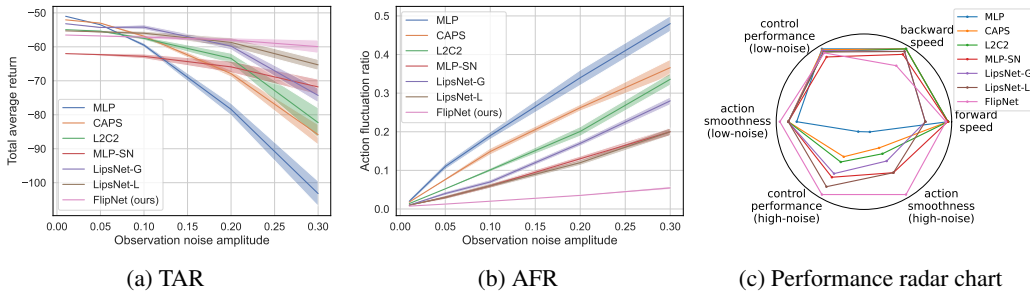 −50
−60
−70
−80
−90
−100
Total average return
MLP
CAPS
L2C2
MLP-SN
LipsNet-G
LipsNet-L
FlipNet (ours)
0.00 0.05 0.10 0.15 0.20 0.25 0.30
Observation noise amplitude
(a) TAR
0.5
0.4
0.3
0.2
0.1
0.0
Action fluctuation ratio
MLP
CAPS
L2C2
MLP-SN
LipsNet-G
LipsNet-L
FlipNet (ours)
0.00 0.05 0.10 0.15 0.20 0.25 0.30
Observation noise amplitude
(b) AFR
control
performance
(low-noise)
backward
speed
action
smoothness
(low-noise)
forward
speed
control
performance
(high-noise)
action
smoothness
(high-noise)
MLP
CAPS
L2C2
MLP-SN
LipsNet-G
LipsNet-L
FlipNet
(c) Performance radar chart